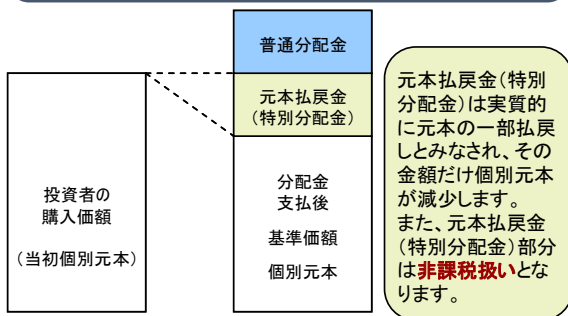 普通分配金
元本払戻金
(特別分配金)
投資者の
購入価額
(当初個別元本)
分配金
支払後
基準価額
個別元本
元本払戻金(特別
分配金)は実質的
に元本の一部払戻
しとみなされ、その
金額だけ個別元本
が減少します。
また、元本払戻金
(特別分配金)部分
は非課税扱いとな
ります。